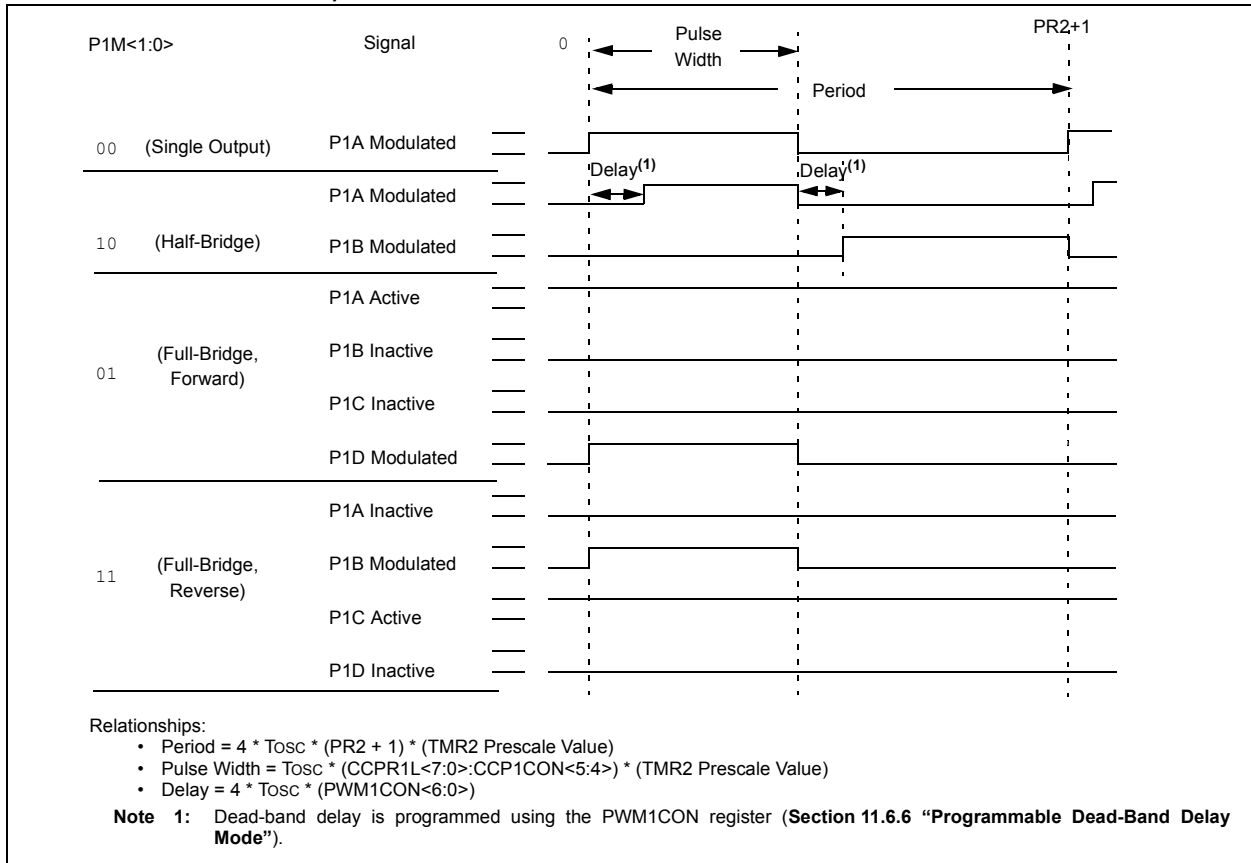 P1M<1:0> Signal 0 Pulse Width PR2+1
Period
00 (Single Output) P1A Modulated
Delay(1) Delay(1)
P1A Modulated
10 (Half-Bridge) P1B Modulated
P1A Active
01 (Full-Bridge, Forward) P1B Inactive
P1C Inactive
P1D Modulated
P1A Inactive
11 (Full-Bridge, Reverse) P1B Modulated
P1C Active
P1D Inactive
Relationships:
• Period = 4 * TOSC * (PR2 + 1) * (TMR2 Prescale Value)
• Pulse Width = TOSC * (CCPR1L<7:0>:CCP1CON<5:4>) * (TMR2 Prescale Value)
• Delay = 4 * TOSC * (PWM1CON<6:0>)
Note 1: Dead-band delay is programmed using the PWM1CON register (Section 11.6.6 “Programmable Dead-Band Delay
Mode”).